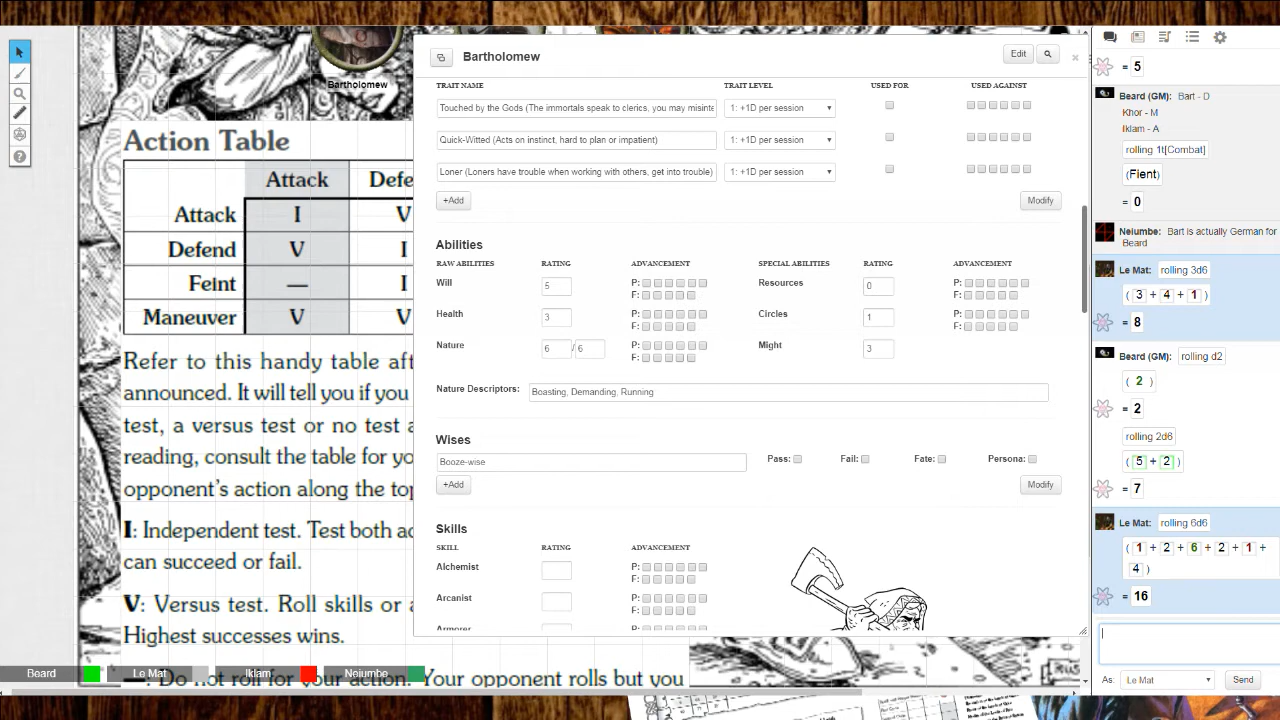 Bartholomew
Action Table
Attack Defe
Attack I V
Defend V I
Feint — I
Maneuver V V
Refer to this handy table aft
announced. It will tell you if you
test, a versus test or no test a
reading, consult the table for yo
opponent's action along the top
I: Independent test. Test both ac
can succeed or fail.
V: Versus test. Roll skills or a
Highest successes wins.
—: Do not roll for your action. Your opponent rolls but you
Beard Le Mat Iklam Neiumbe
Bartholomew
Edit
TRAIT NAME TRAIT LEVEL USED FOR USED AGAINST
Touched by the Gods (The immortals speak to clerics, you may misinte 1: +1D per session
Quick-Witted (Acts on instinct, hard to plan or impatient) 1: +1D per session
Loner (Loners have trouble when working with others, get into trouble) 1: +1D per session
+Add Modify
Abilities
RAW ABILITIES RATING ADVANCEMENT SPECIAL ABILITIES RATING ADVANCEMENT
Will 5 P: Resources 0 P:
F: F:
Health 3 P: Circles 1 P:
F: F:
Nature 6 / 6 P: Might 3
F:
Nature Descriptors: Boasting, Demanding, Running
Wises
Booze-wise Pass: Fail: Fate: Persona:
+Add Modify
Skills
SKILL RATING ADVANCEMENT
Alchemist P:
F:
Arcanist P:
F:
Armorer P:
= 5
Beard (GM): Bart - D
Khor - M
Iklam - A
rolling 1t[Combat]
(Fient)
= 0
Neiumbe: Bart is actually German for
Beard
Le Mat: rolling 3d6
( 3 + 4 + 1 )
= 8
Beard (GM): rolling d2
( 2 )
= 2
rolling 2d6
( 5 + 2 )
= 7
Le Mat: rolling 6d6
( 1 + 2 + 6 + 2 + 1 +
4 )
= 16
As: Le Mat Send